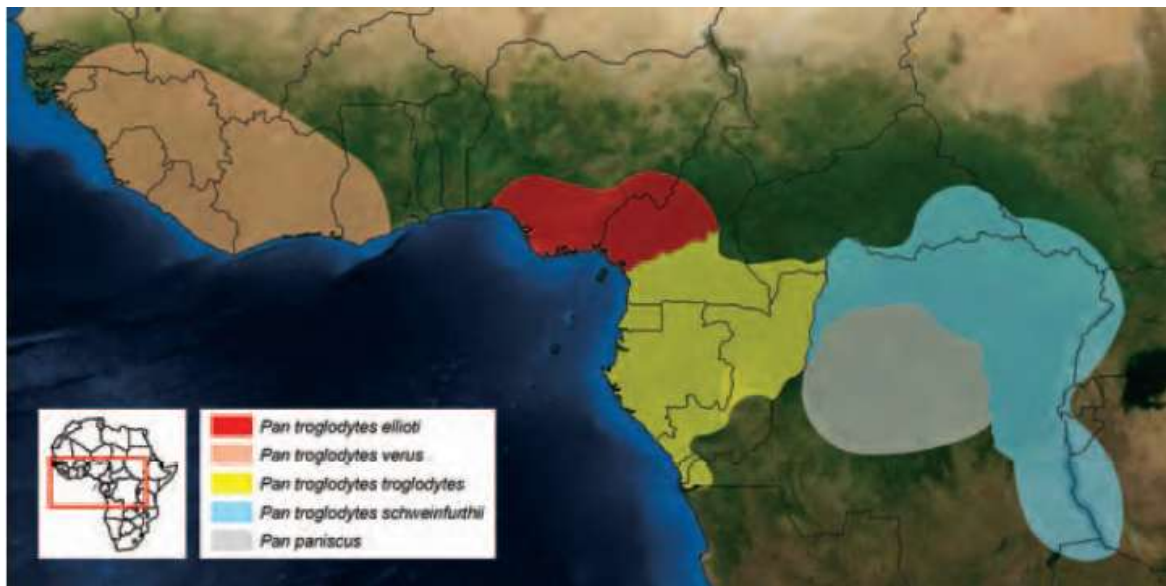 Pan troglodytes ellioti
Pan troglodytes verus
Pan troglodytes troglodytes
Pan troglodytes schweinfurthii
Pan paniscus